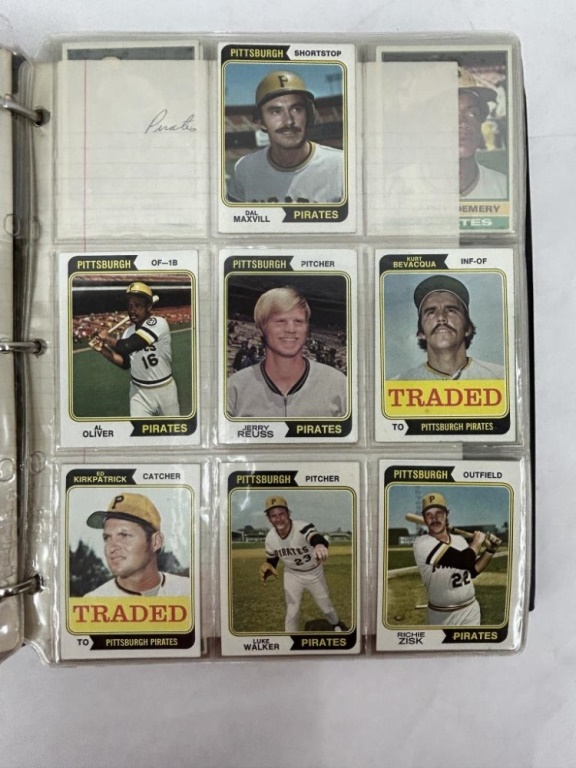 Pirates
PITTSBURGH SHORTSTOP
P
DAL MAXVILL PIRATES
DEMERY
TES
PITTSBURGH OF-1B
16
AL OLIVER PIRATES
PITTSBURGH PITCHER
JERRY REUSS PIRATES
KURT BEVACQUA INF-OF
TRADED
TO PITTSBURGH PIRATES
ED KIRKPATRICK CATCHER
P
TRADED
TO PITTSBURGH PIRATES
PITTSBURGH PITCHER
P
PIRATES
23
LUKE WALKER PIRATES
PITTSBURGH OUTFIELD
P
22
RICHIE ZISK PIRATES